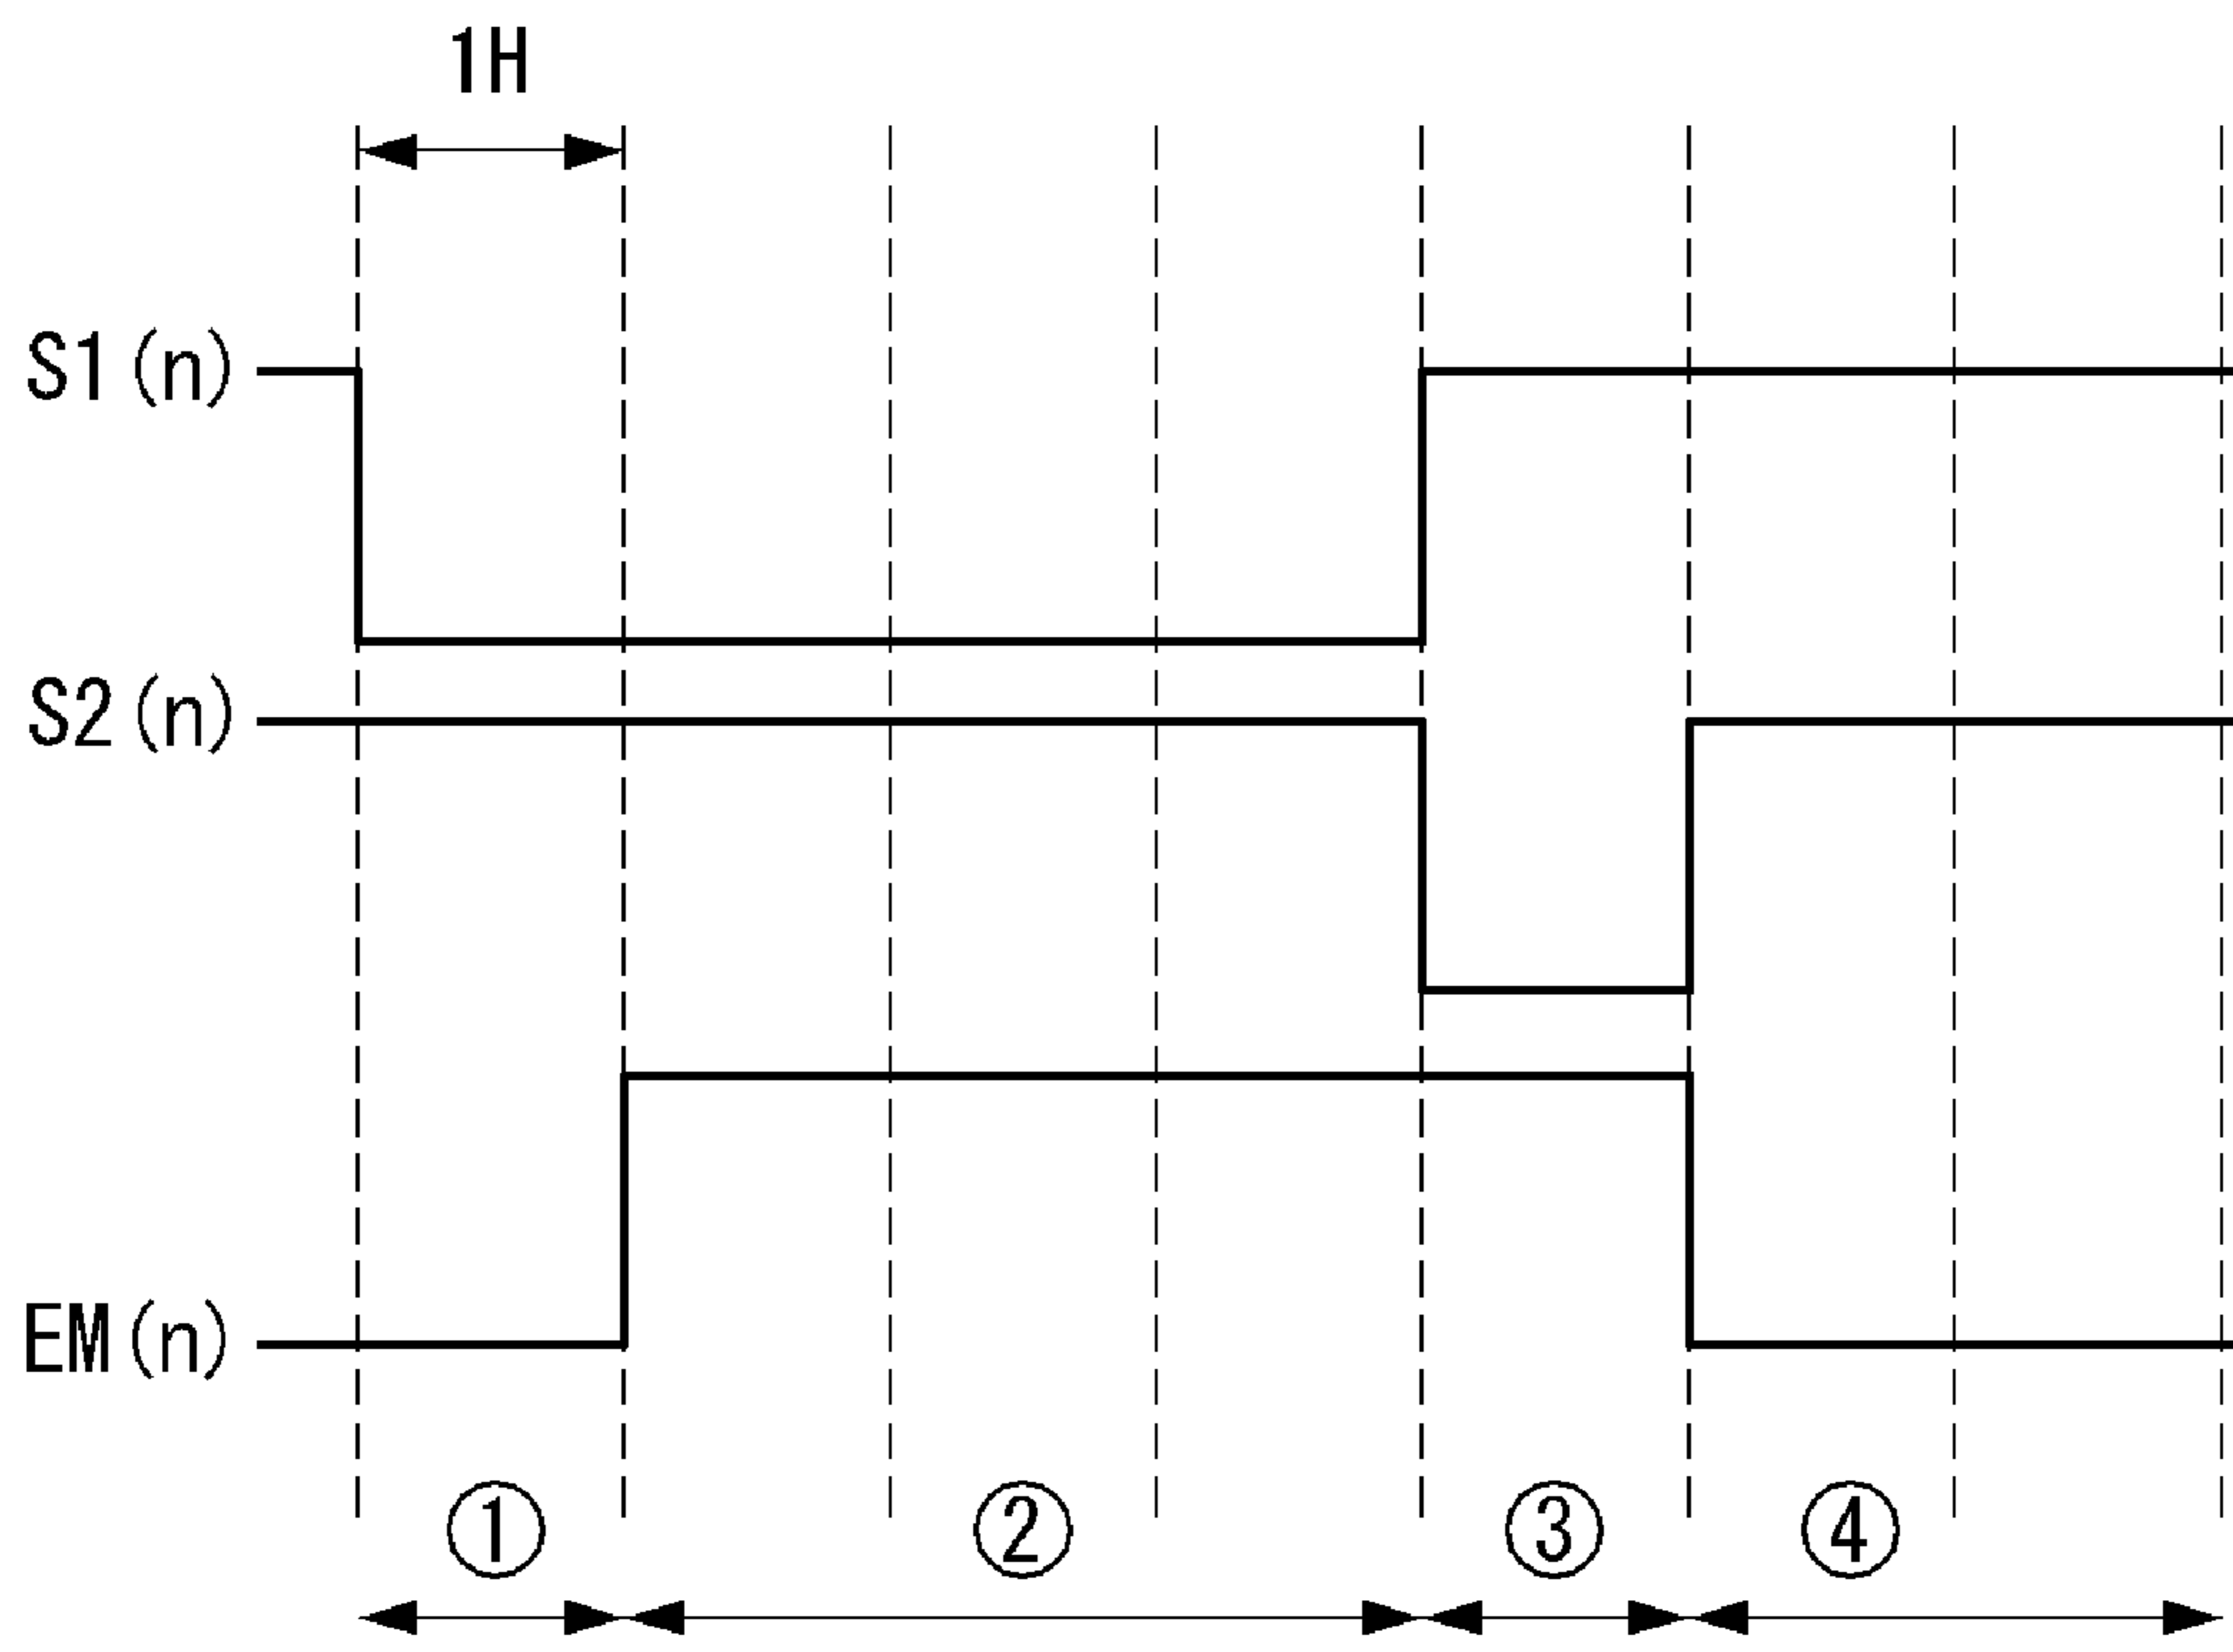 1H
S1(n)
S2(n)
EM(n)
① ② ③ ④